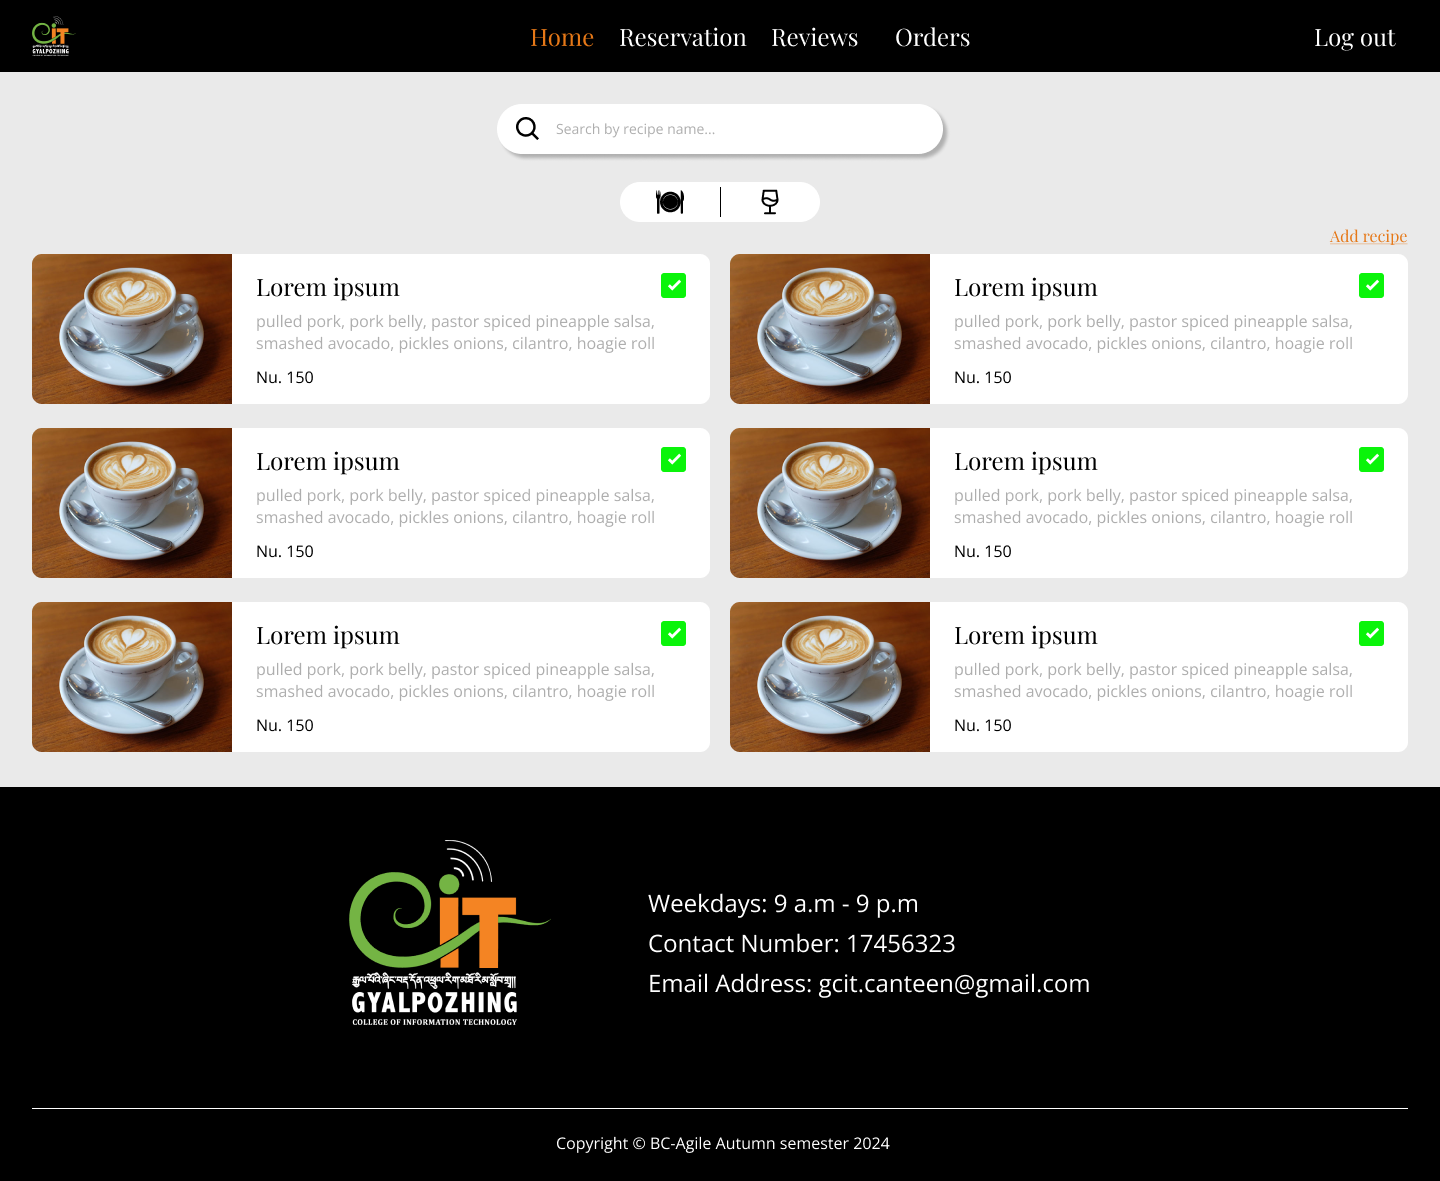 CiT
GYALPOZHING
Home
Reservation
Reviews
Orders
Log out
Search by recipe name...
Add recipe
Lorem ipsum
pulled pork, pork belly, pastor spiced pineapple salsa,
smashed avocado, pickles onions, cilantro, hoagie roll
Nu. 150
Lorem ipsum
pulled pork, pork belly, pastor spiced pineapple salsa,
smashed avocado, pickles onions, cilantro, hoagie roll
Nu. 150
Lorem ipsum
pulled pork, pork belly, pastor spiced pineapple salsa,
smashed avocado, pickles onions, cilantro, hoagie roll
Nu. 150
Lorem ipsum
pulled pork, pork belly, pastor spiced pineapple salsa,
smashed avocado, pickles onions, cilantro, hoagie roll
Nu. 150
Lorem ipsum
pulled pork, pork belly, pastor spiced pineapple salsa,
smashed avocado, pickles onions, cilantro, hoagie roll
Nu. 150
Lorem ipsum
pulled pork, pork belly, pastor spiced pineapple salsa,
smashed avocado, pickles onions, cilantro, hoagie roll
Nu. 150
CiT
GYALPOZHING
COLLEGE OF INFORMATION TECHNOLOGY
Weekdays: 9 a.m - 9 p.m
Contact Number: 17456323
Email Address: gcit.canteen@gmail.com
Copyright © BC-Agile Autumn semester 2024